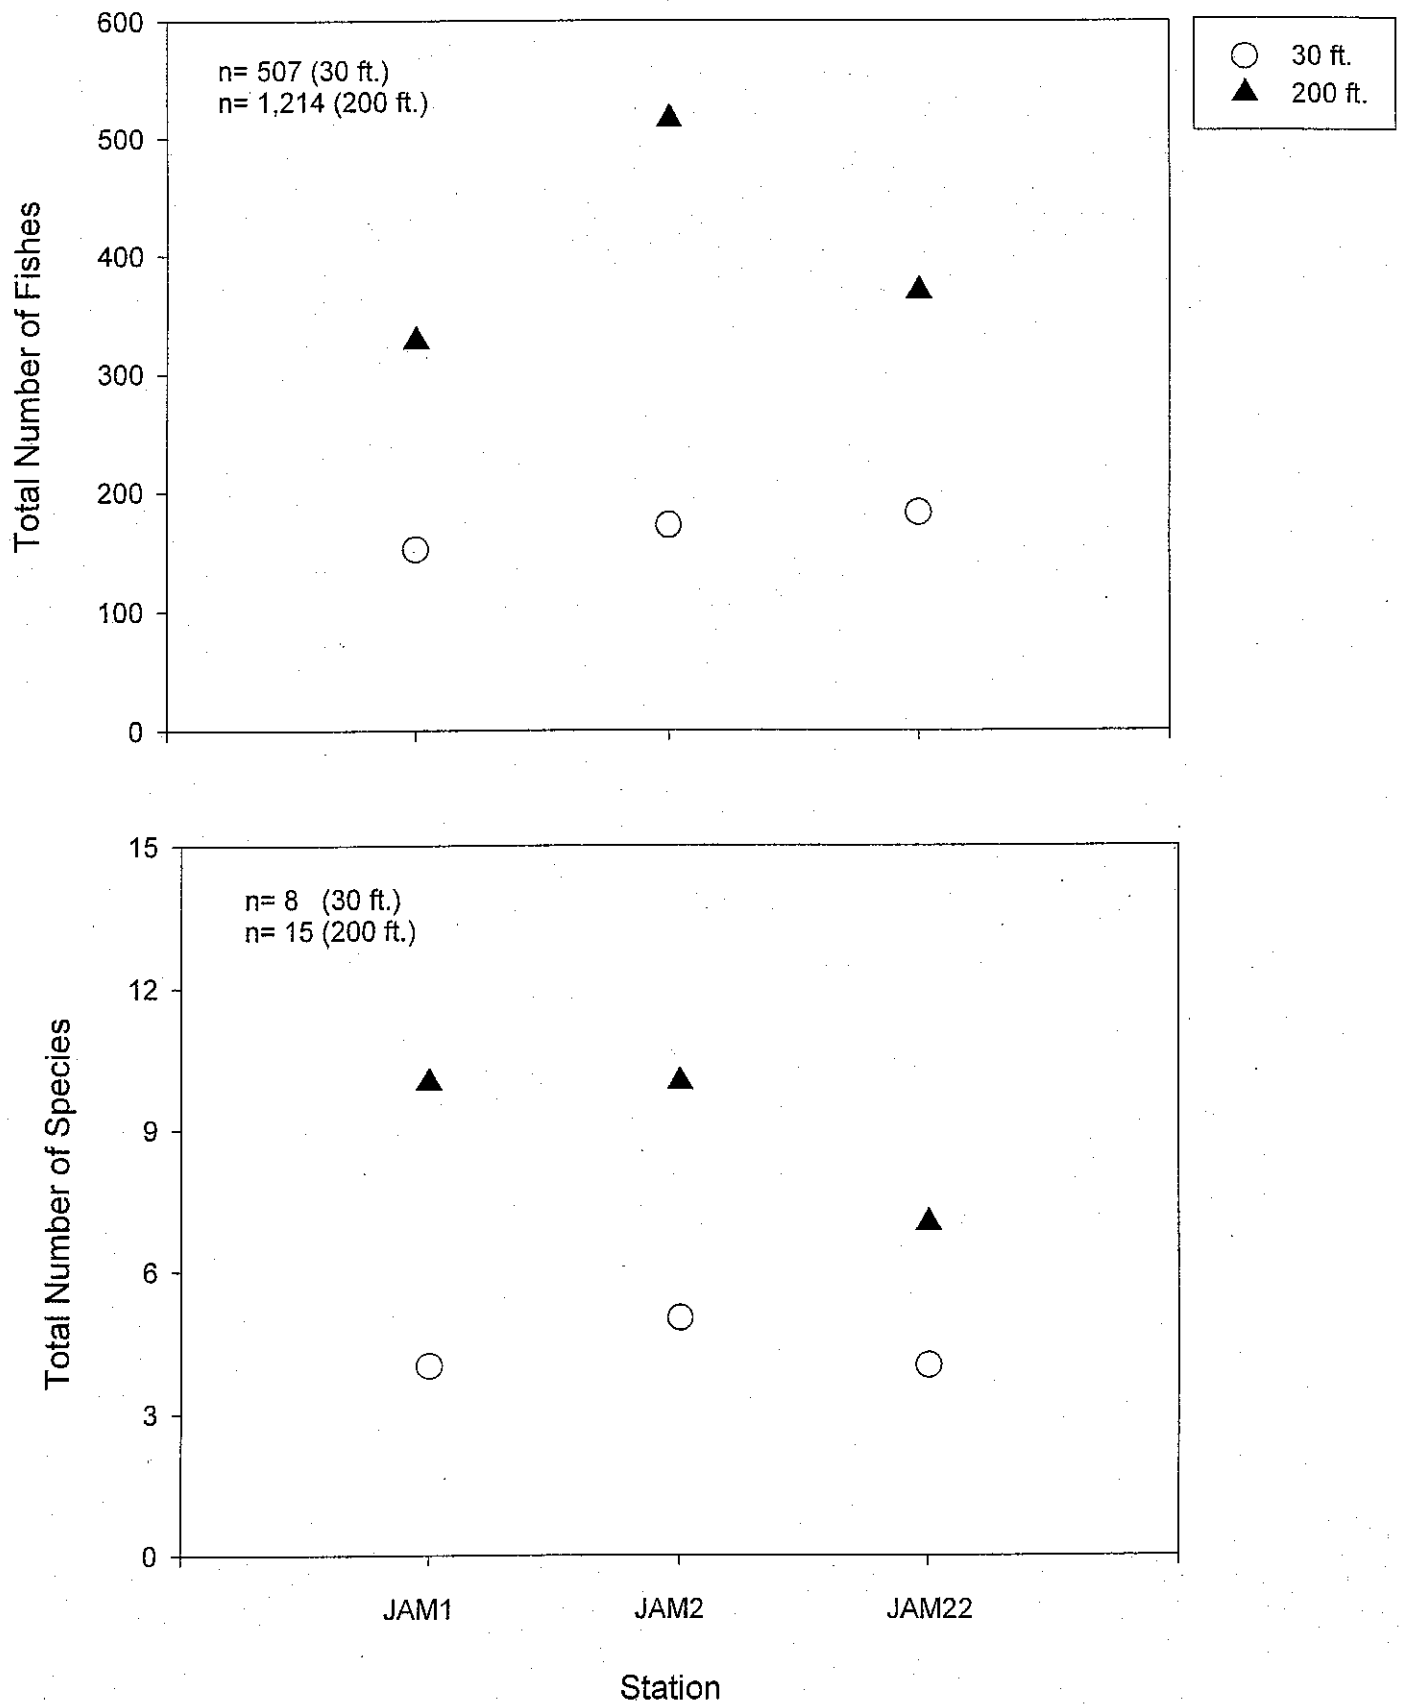 600
500
400
300
200
100
0
Total Number of Fishes
n= 507 (30 ft.)
n= 1,214 (200 ft.)
30 ft.
200 ft.
15
12
9
6
3
0
Total Number of Species
n= 8 (30 ft.)
n= 15 (200 ft.)
JAM1 JAM2 JAM22
Station